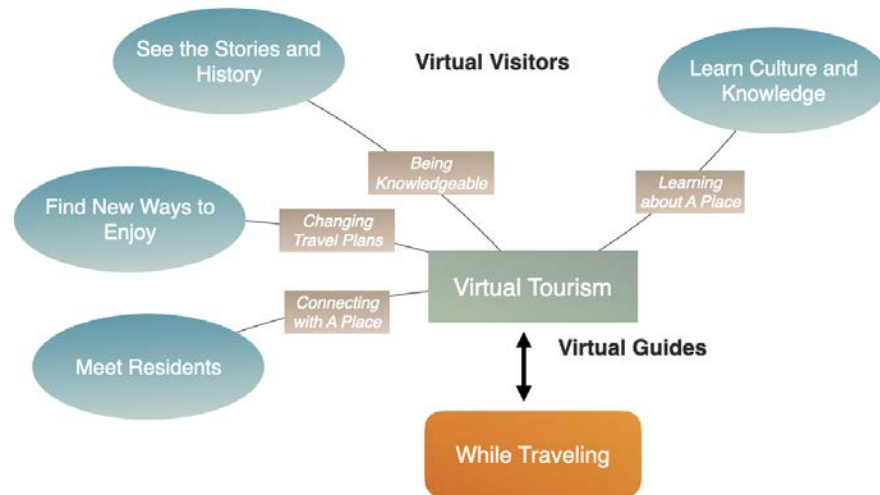 See the Stories and
History
Virtual Visitors
Learn Culture and
Knowledge
Being
Knowledgeable
Learning
about A Place
Find New Ways to
Enjoy
Changing
Travel Plans
Virtual Tourism
Connecting
with A Place
Meet Residents
Virtual Guides
While Traveling